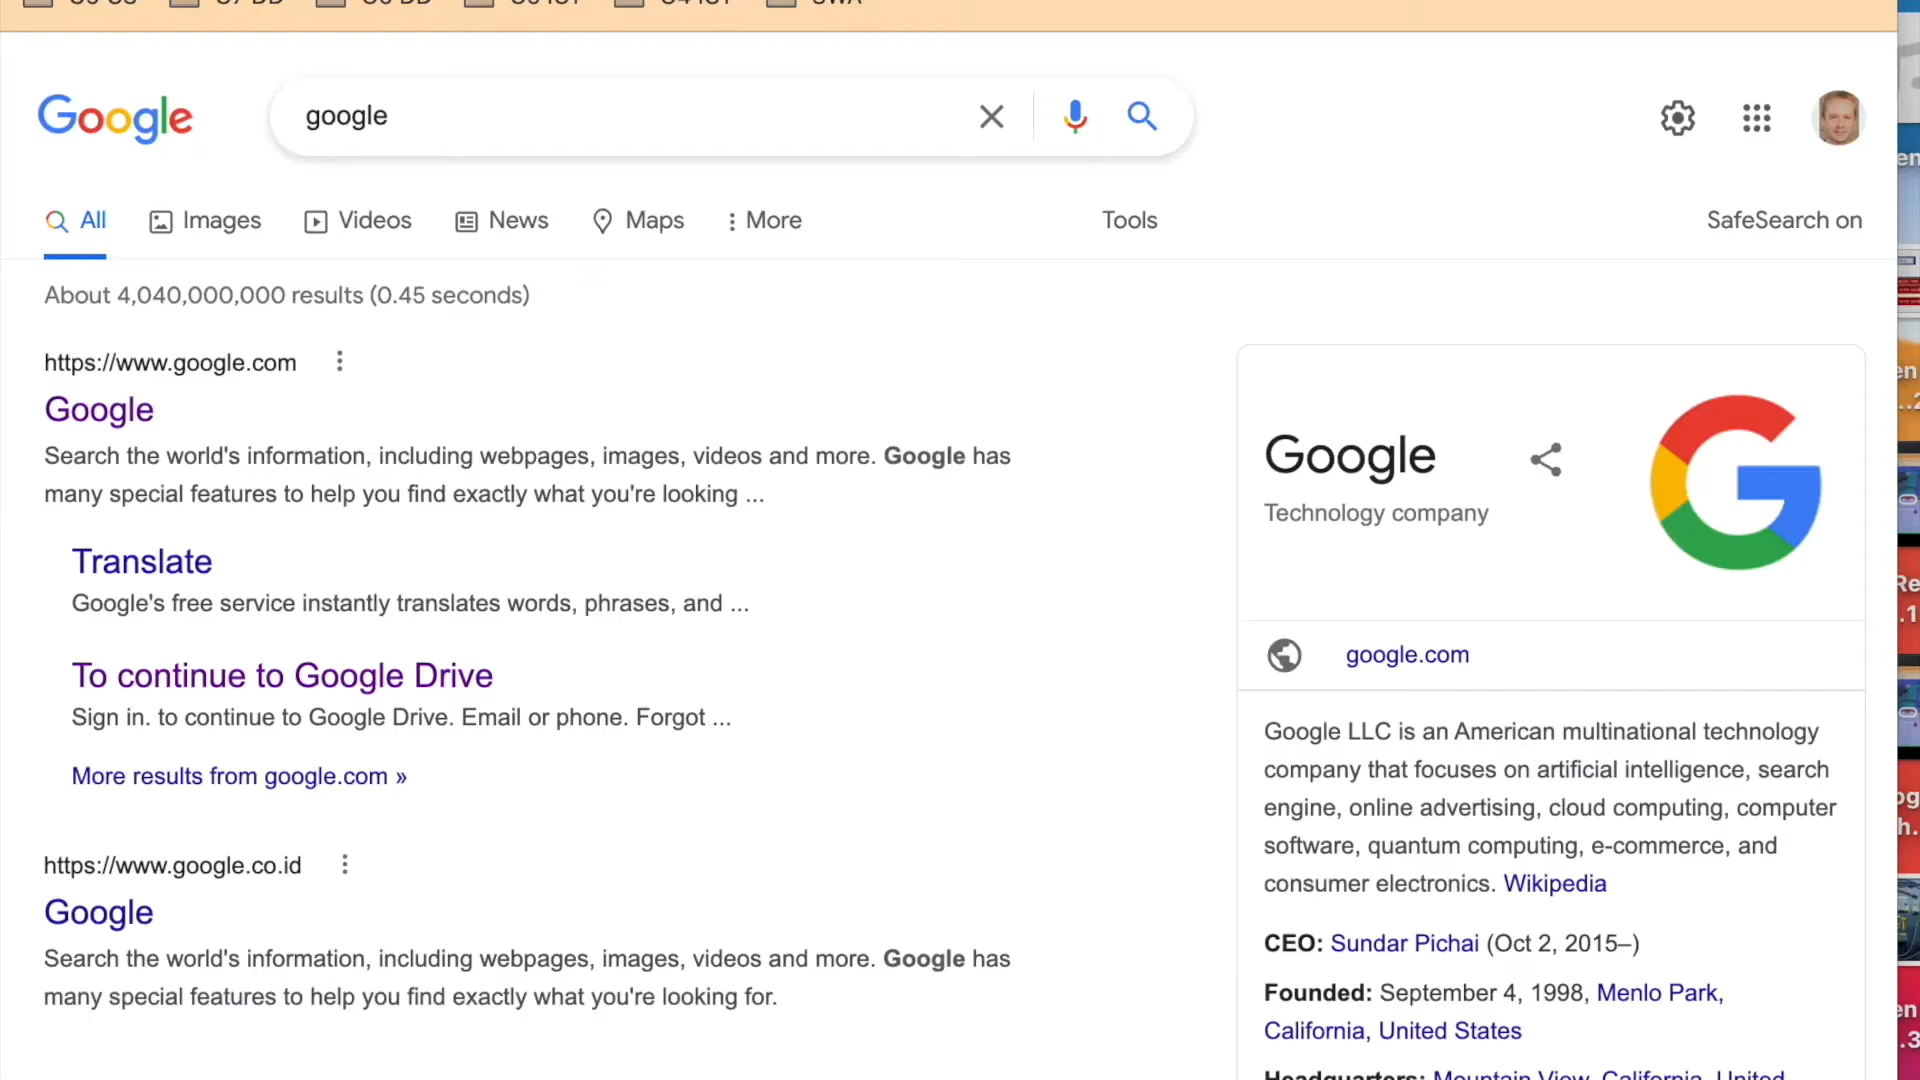 Google
google
All
Images
Videos
News
Maps
More
Tools
SafeSearch on
About 4,040,000,000 results (0.45 seconds)
https://www.google.com
Google
Search the world's information, including webpages, images, videos and more. Google has
many special features to help you find exactly what you're looking ...
Translate
Google's free service instantly translates words, phrases, and ...
To continue to Google Drive
Sign in. to continue to Google Drive. Email or phone. Forgot ...
More results from google.com »
https://www.google.co.id
Google
Search the world's information, including webpages, images, videos and more. Google has
many special features to help you find exactly what you're looking for.
Google
Technology company
google.com
Google LLC is an American multinational technology
company that focuses on artificial intelligence, search
engine, online advertising, cloud computing, computer
software, quantum computing, e-commerce, and
consumer electronics. Wikipedia
CEO: Sundar Pichai (Oct 2, 2015–)
Founded: September 4, 1998, Menlo Park,
California, United States
Headquarters: Mountain View, California, United